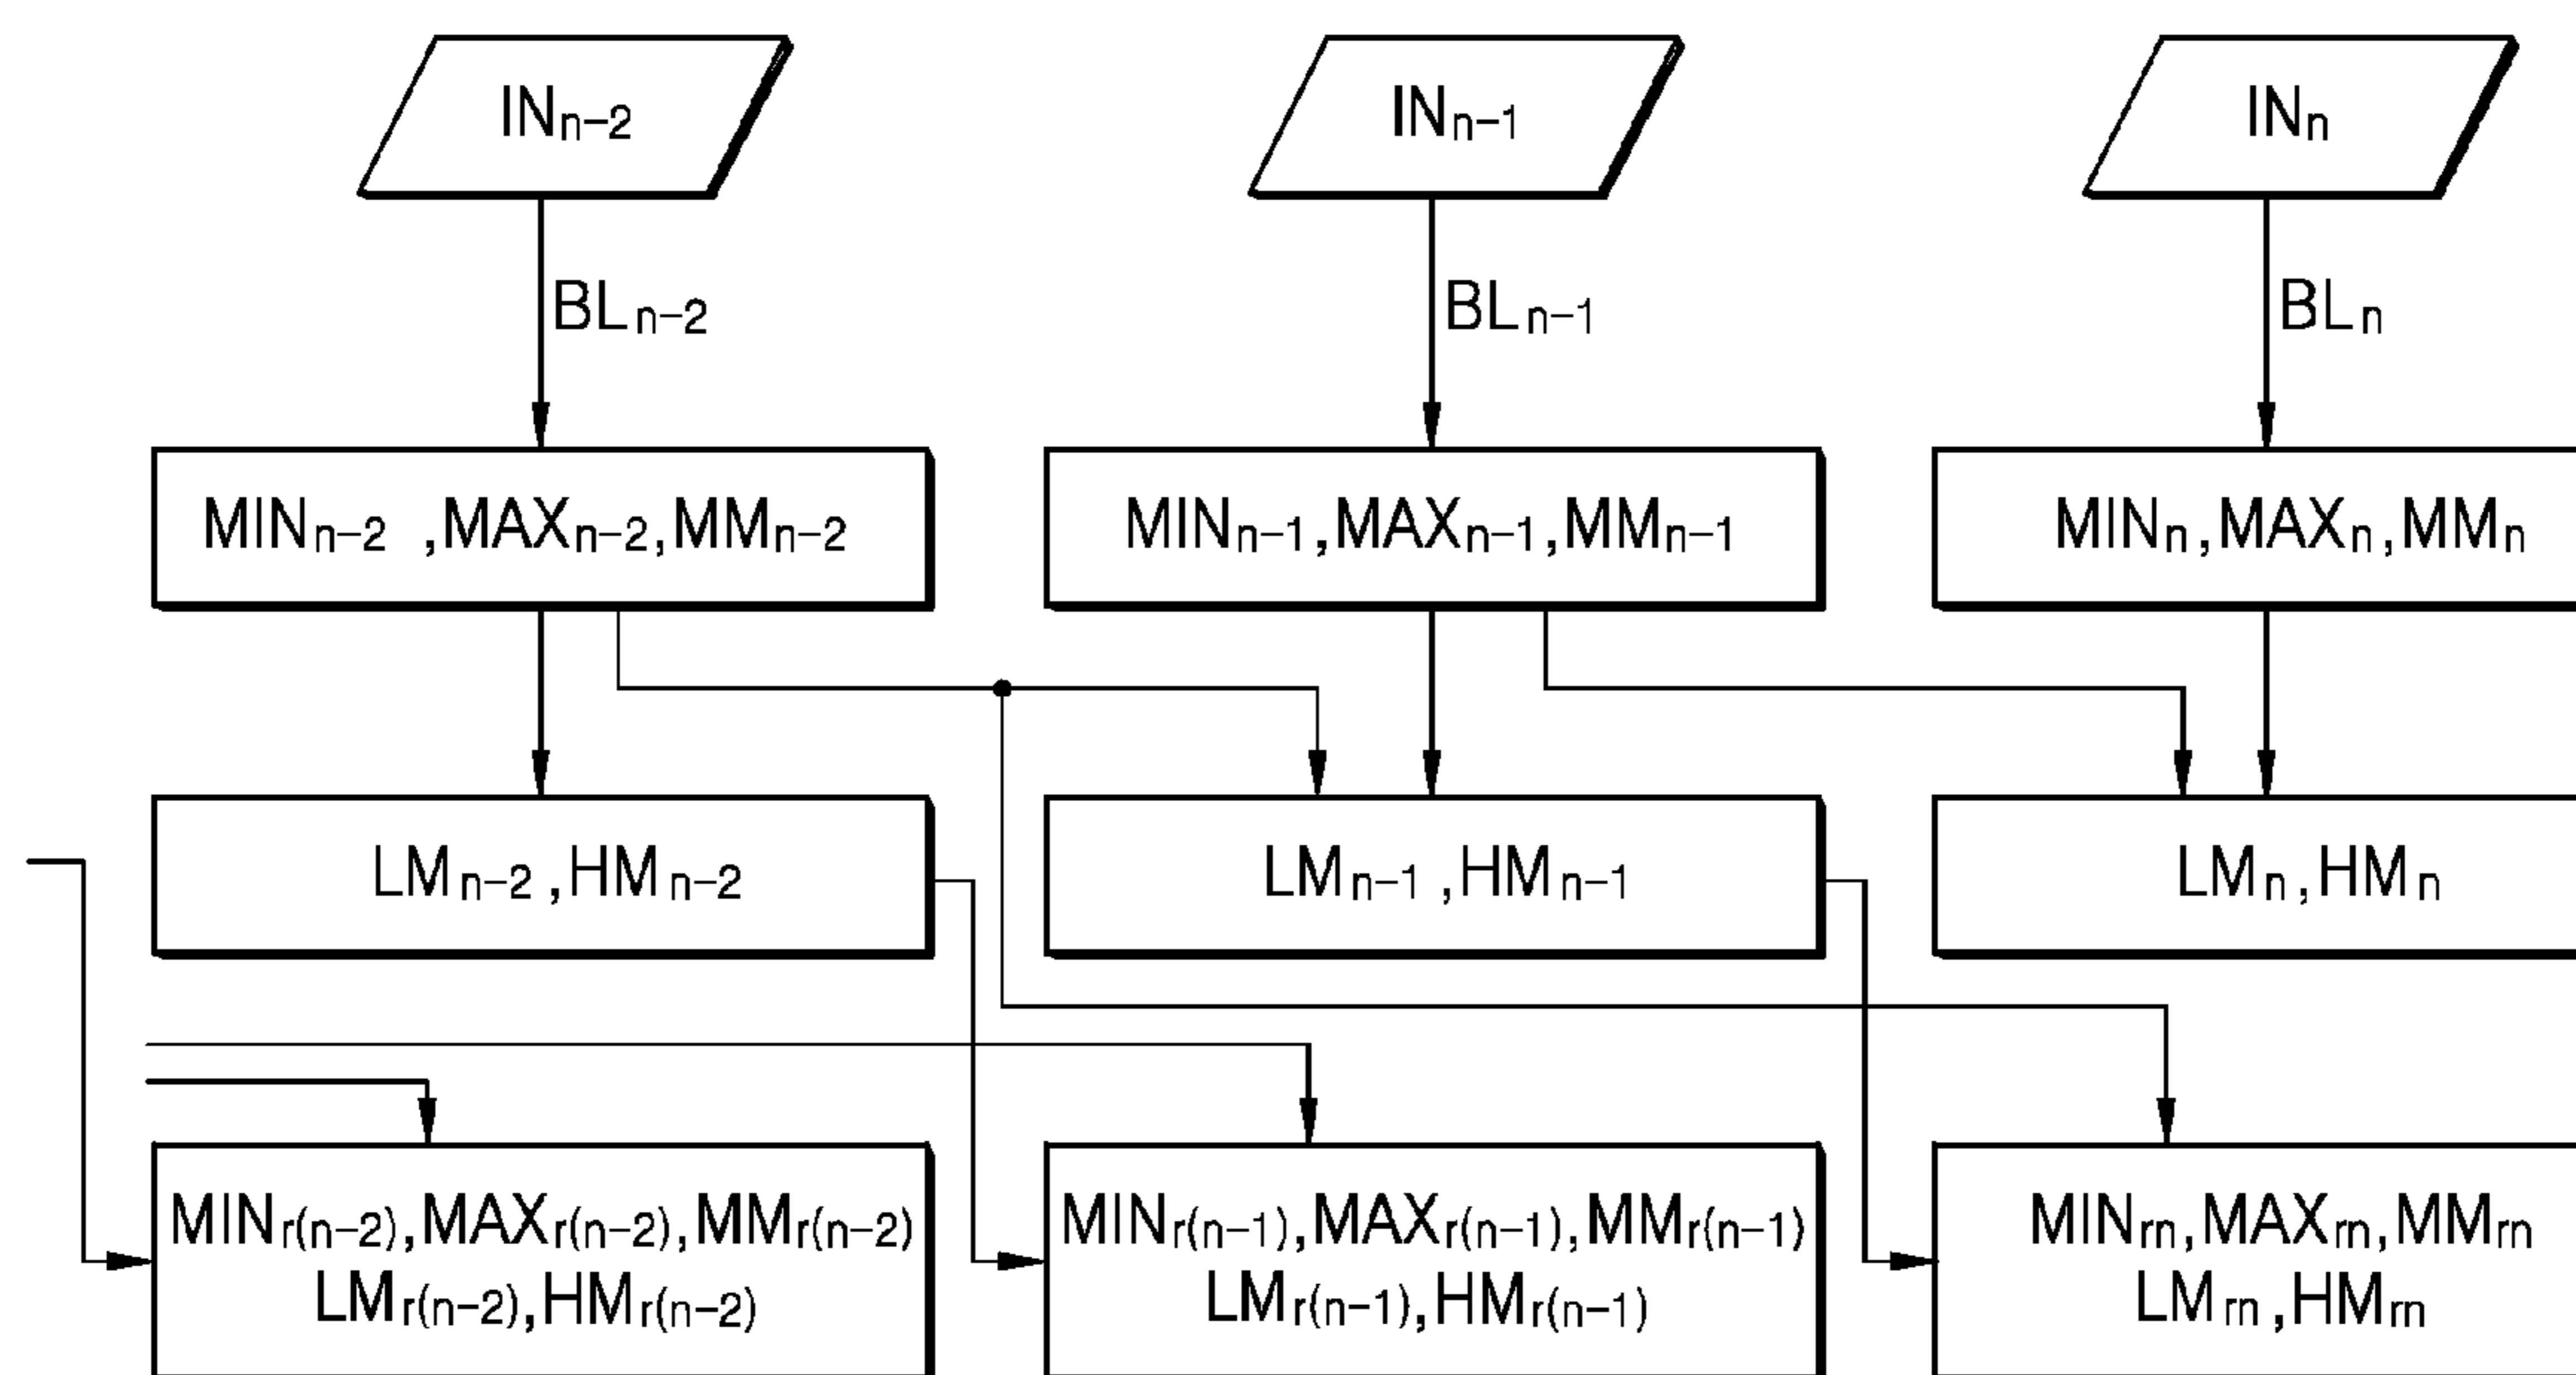 INn-2
INn-1
INn
BLn-2
BLn-1
BLn
MINn-2 ,MAXn-2,MMn-2
MINn-1,MAXn-1,MMn-1
MINn,MAXn,MMn
LMn-2 ,HMn-2
LMn-1 ,HMn-1
LMn,HMn
MINr(n-2),MAXr(n-2),MMr(n-2)
LMr(n-2),HMr(n-2)
MINr(n-1),MAXr(n-1),MMr(n-1)
LMr(n-1),HMr(n-1)
MINrn,MAXrn,MMrn
LMrn,HMrn